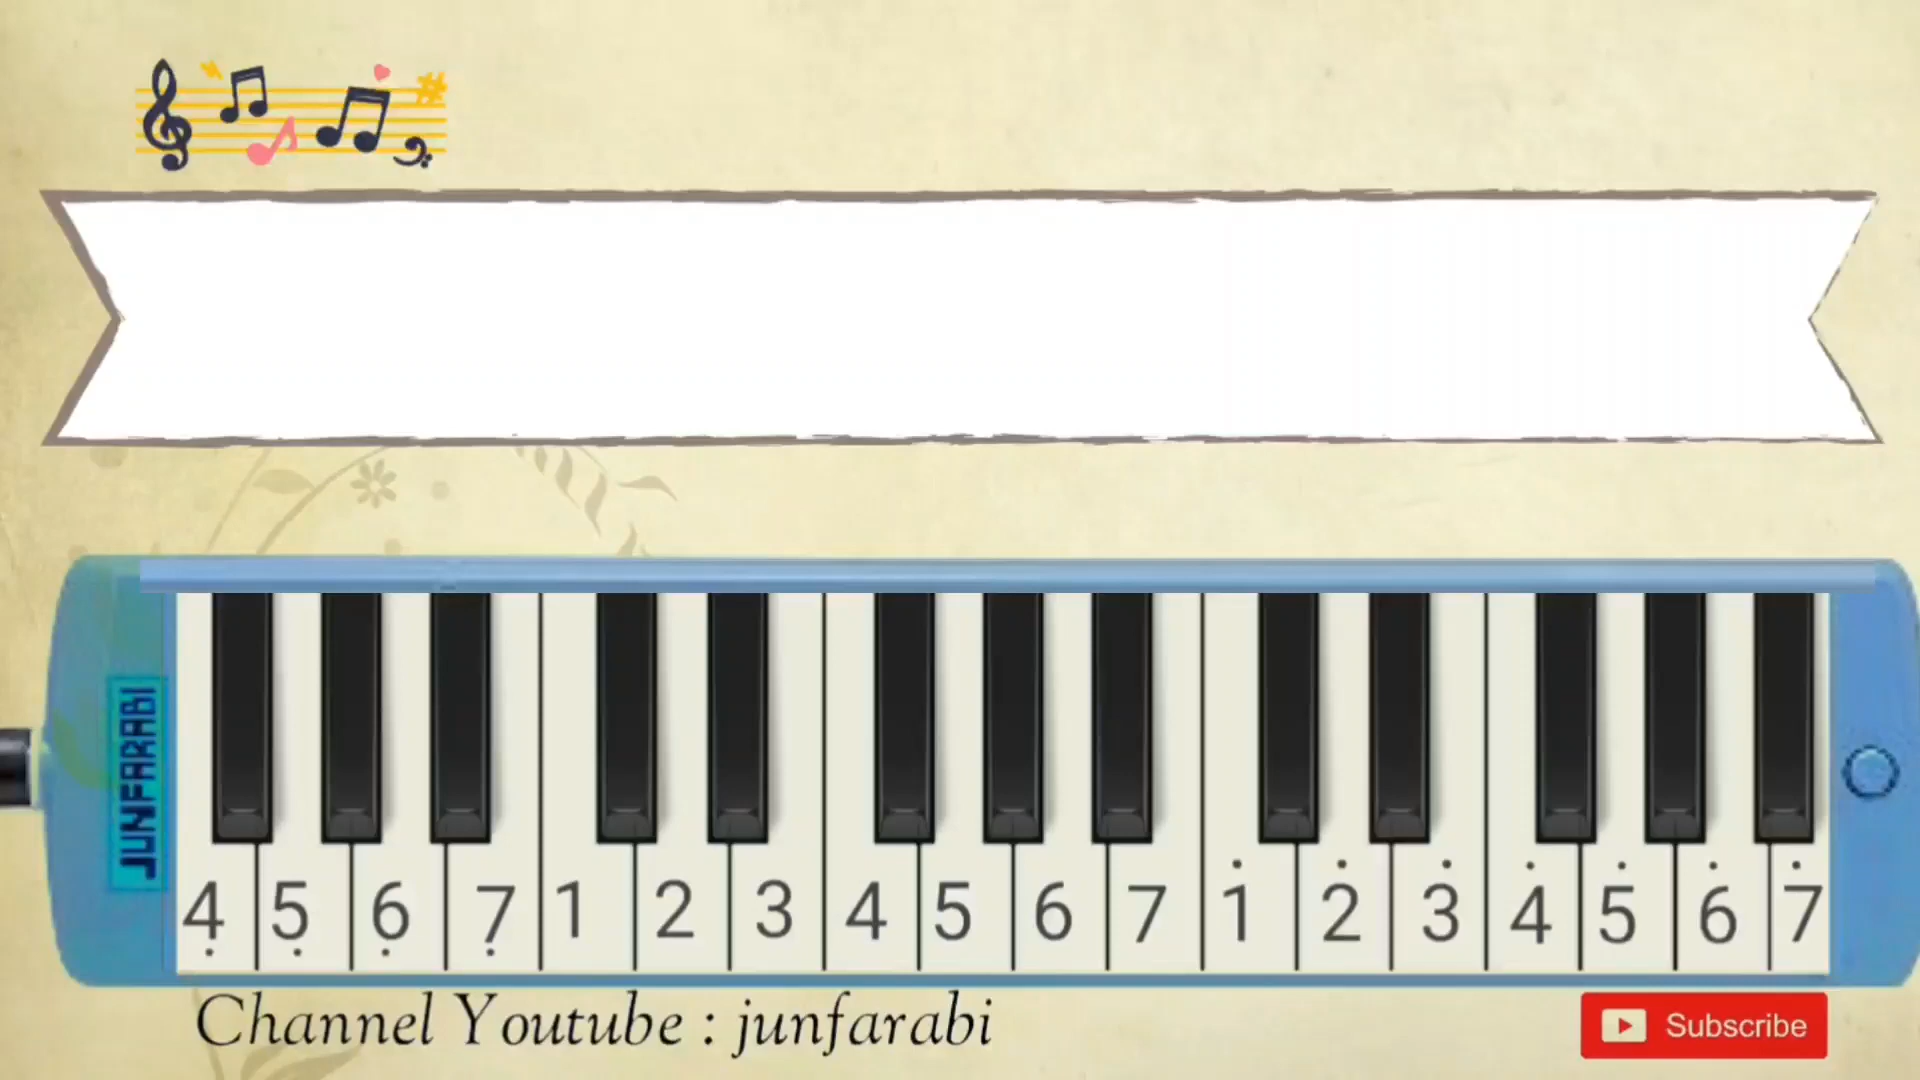 JUNFARABI
4̣ 5̣ 6̣ 7̣ 1 2 3 4 5 6 7 1̇ 2̇ 3̇ 4̇ 5̇ 6̇ 7̇
Channel Youtube : junfarabi
Subscribe